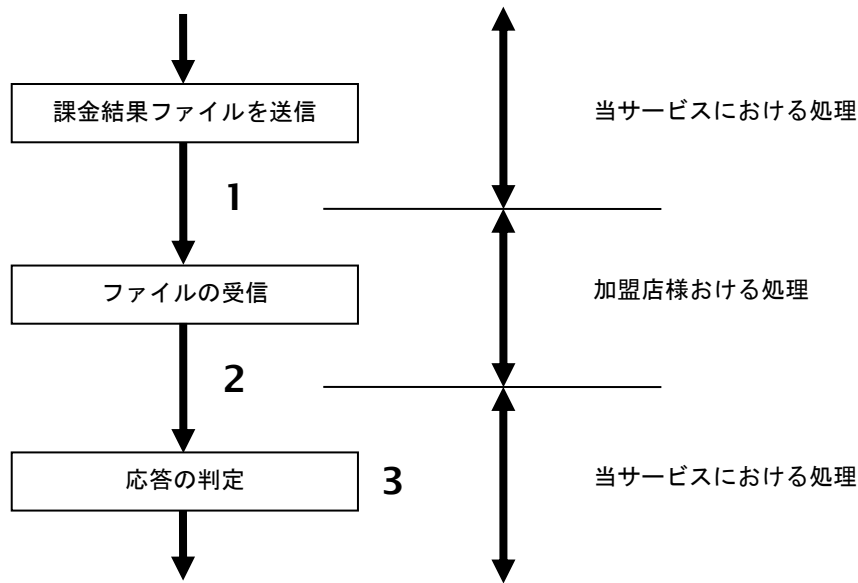 課金結果ファイルを送信
当サービスにおける処理
1
ファイルの受信
加盟店様おける処理
2
応答の判定
3
当サービスにおける処理